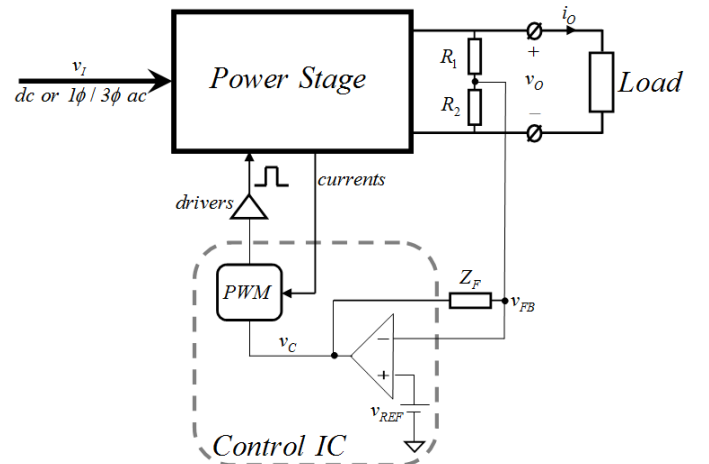 i_O
R_1
+
v_I
Power Stage
v_O
Load
dc or 1ϕ / 3ϕ ac
R_2
–
currents
drivers
Z_F
PWM
v_FB
v_C
–
+
v_REF
Control IC